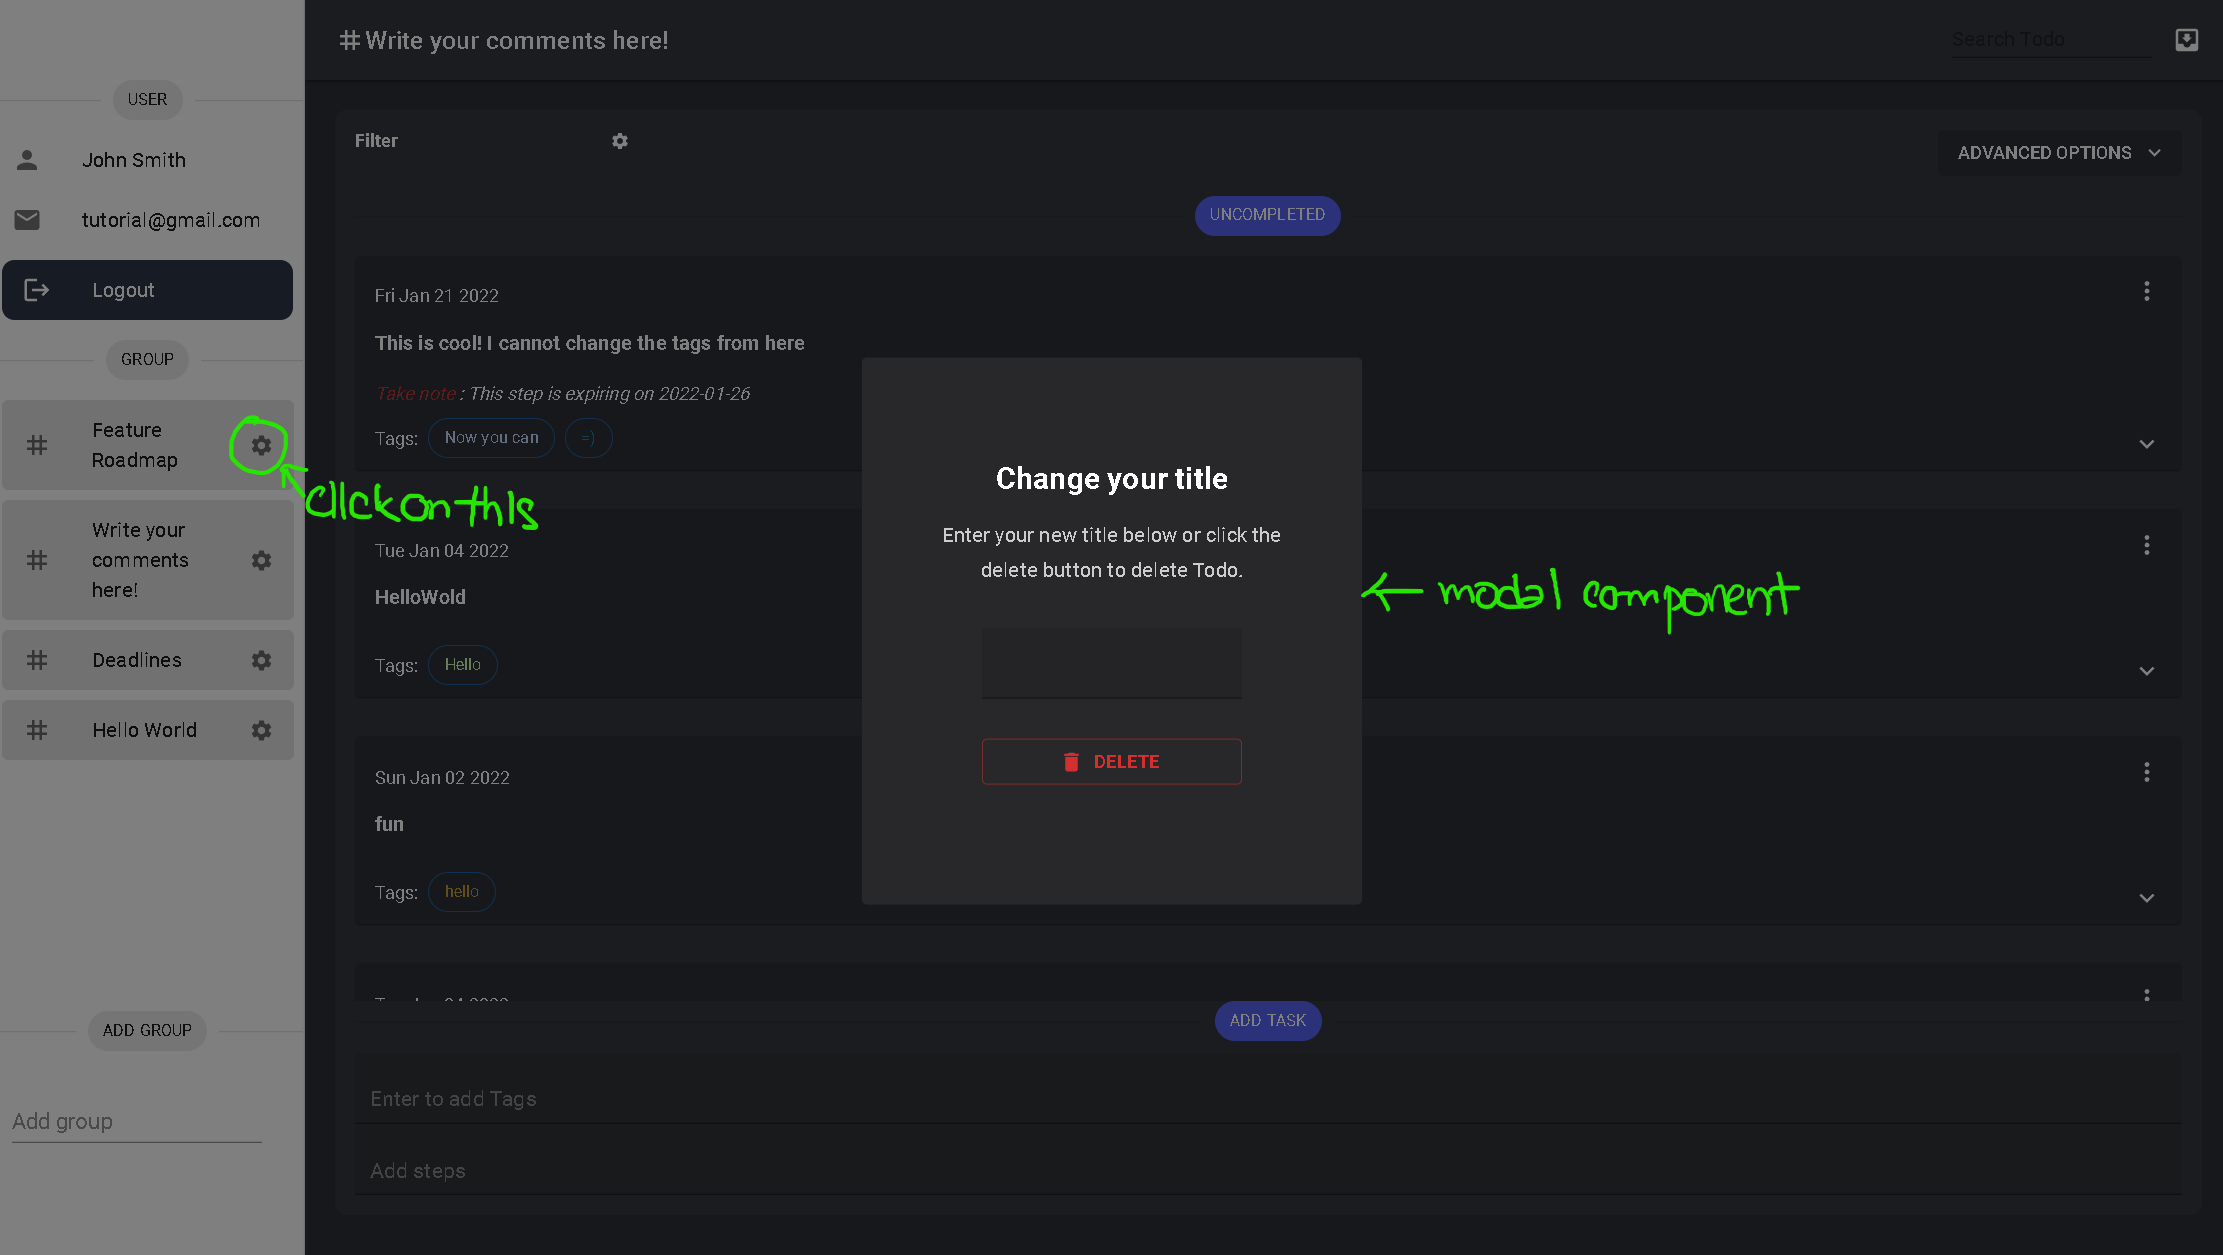 Write your comments here!
Search Todo
USER
John Smith
tutorial@gmail.com
Logout
GROUP
Feature
Roadmap
Write your
comments
here!
Deadlines
Hello World
ADD GROUP
Add group
click on this
Filter
ADVANCED OPTIONS
UNCOMPLETED
Fri Jan 21 2022
This is cool! I cannot change the tags from here
Take note : This step is expiring on 2022-01-26
Tags: Now you can =)
Tue Jan 04 2022
HelloWold
Tags: Hello
Sun Jan 02 2022
fun
Tags: hello
Change your title
Enter your new title below or click the
delete button to delete Todo.
DELETE
modal component
ADD TASK
Enter to add Tags
Add steps